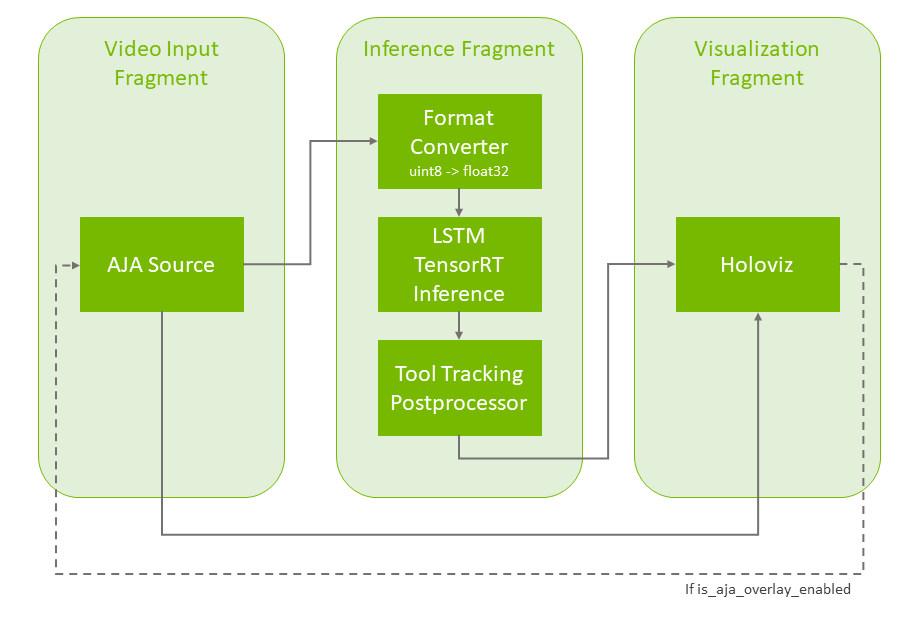 Video Input
Fragment
Inference Fragment
Visualization
Fragment
Format
Converter
uint8 -> float32
AJA Source
LSTM
TensorRT
Inference
Holoviz
Tool Tracking
Postprocessor
If is_aja_overlay_enabled